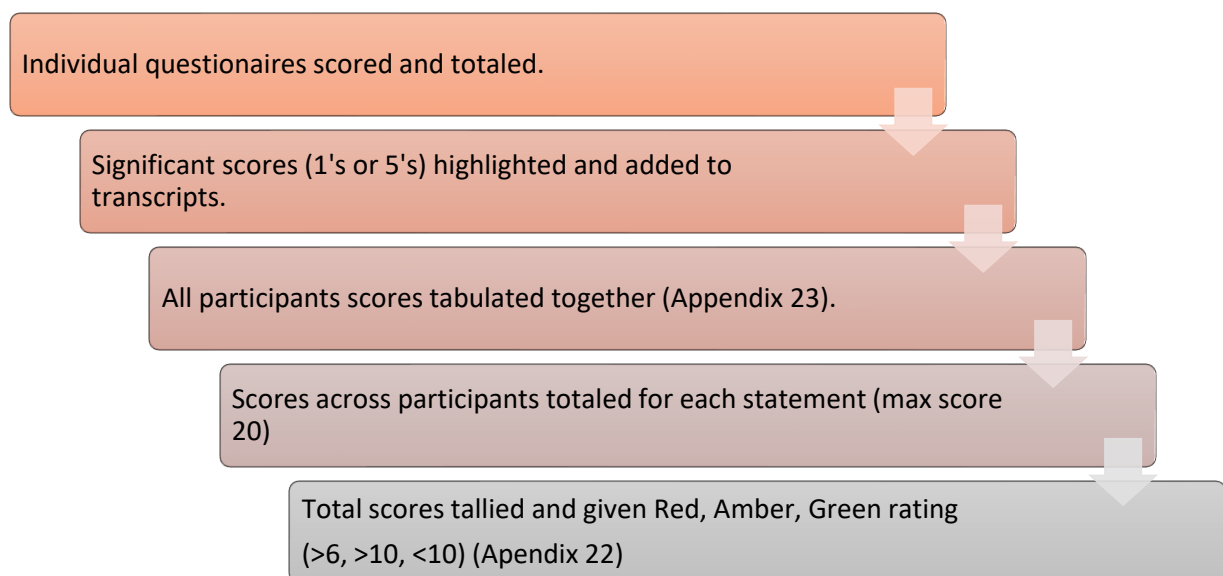 Individual questionaires scored and totaled.
Significant scores (1's or 5's) highlighted and added to
transcripts.
All participants scores tabulated together (Appendix 23).
Scores across participants totaled for each statement (max score
20)
Total scores tallied and given Red, Amber, Green rating
(>6, >10, <10) (Apendix 22)